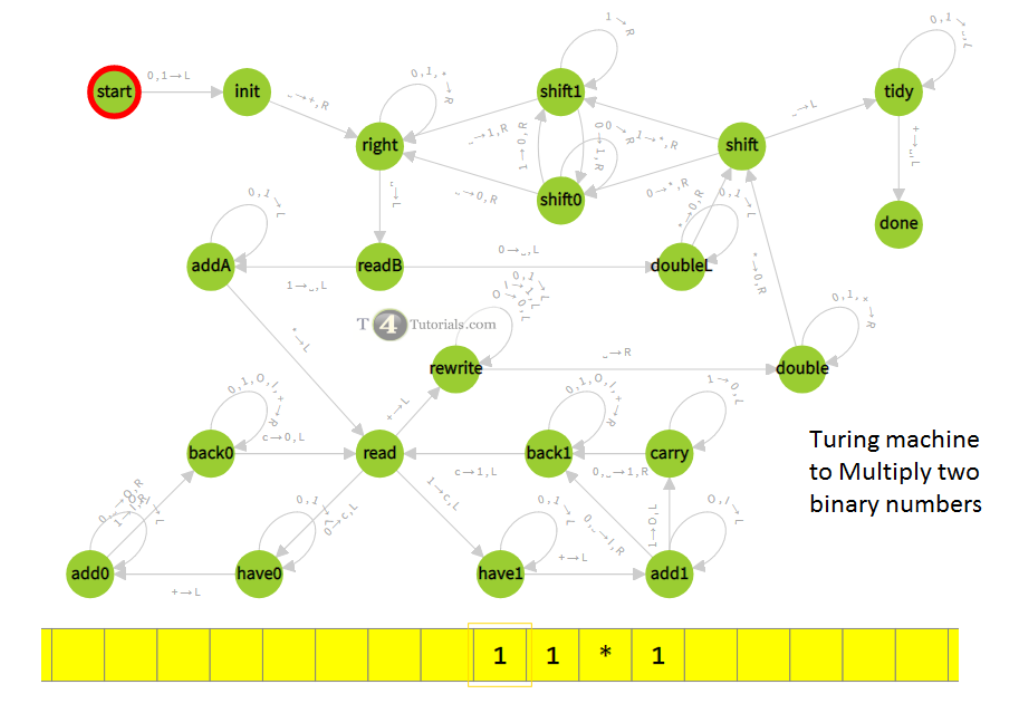 1→R
0,1→␣,L
0,1→L
start
init
␣→+,R
0,1,*→R
shift1
tidy
␣→L
right
␣→1,R
1→0,R
0→1,R
0→R
1→*,R
shift
+→␣,L
␣→L
␣→0,R
shift0
0→*,R
done
0,1→L
*→0,R
0,1→L
addA
readB
0→␣,L
doubleL
1→␣,L
*→0,R
T 4 Tutorials.com
0,1→L
I→1,L
O→0,L
0,1,×→R
*→L
rewrite
␣→R
double
+→L
0,1,O,I,+→R
0,1,O,I,+→R
1→0,L
c→0,L
back0
read
c→1,L
back1
0,␣→1,R
carry
Turing machine
to Multiply two
binary numbers
0,␣→O,R
1→I,R
O,I→L
0,1→L
0→c,L
1→c,L
0,1→L
0,␣→I,R
1→O,L
O,I→L
add0
+→L
have0
have1
+→L
add1
1 1 * 1